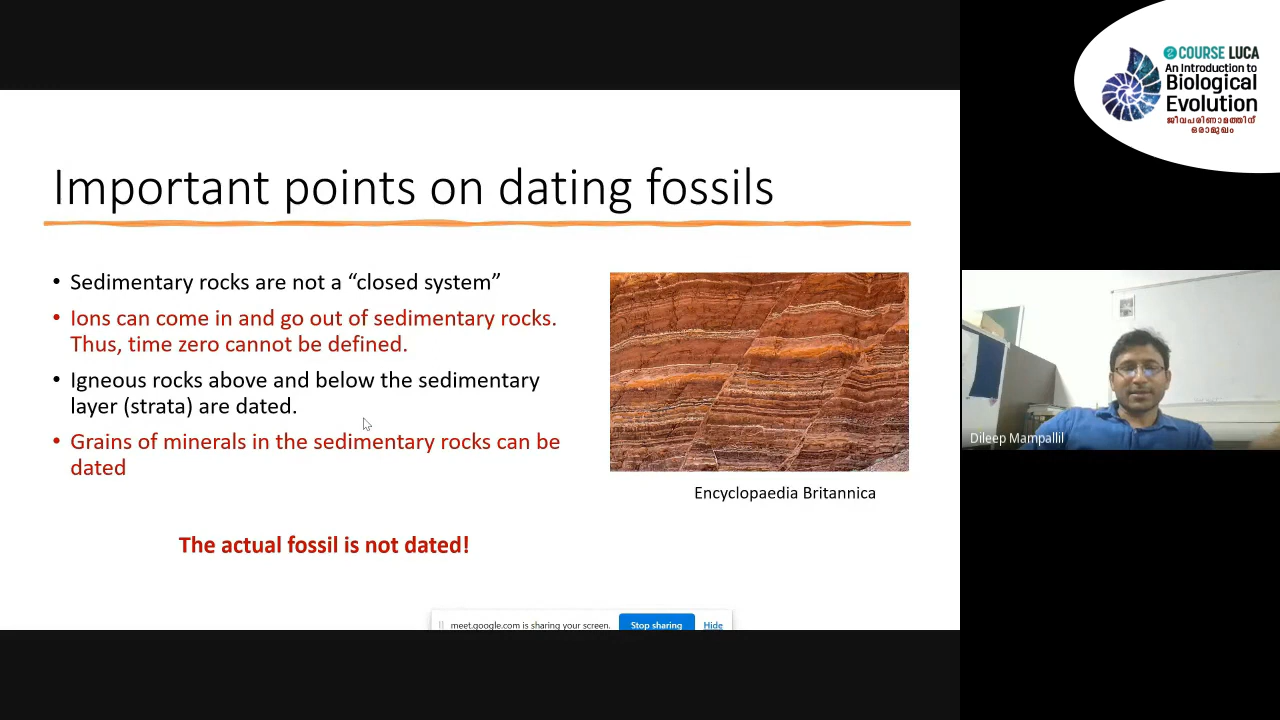 Important points on dating fossils
• Sedimentary rocks are not a “closed system”
• Ions can come in and go out of sedimentary rocks.
Thus, time zero cannot be defined.
• Igneous rocks above and below the sedimentary
layer (strata) are dated.
• Grains of minerals in the sedimentary rocks can be
dated
The actual fossil is not dated!
Encyclopaedia Britannica
meet.google.com is sharing your screen.
Stop sharing
Hide
COURSE LUCA
An Introduction to
Biological
Evolution
ജീവപരിണാമത്തിന്
ഒരാമുഖം
Dileep Mampallil